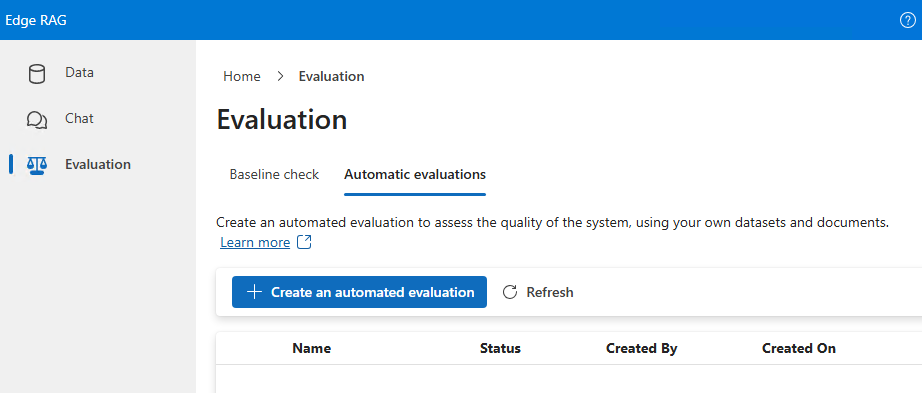 Edge RAG
Data
Chat
Evaluation
Home > Evaluation
Evaluation
Baseline check Automatic evaluations
Create an automated evaluation to assess the quality of the system, using your own datasets and documents.
Learn more
Create an automated evaluation Refresh
Name Status Created By Created On